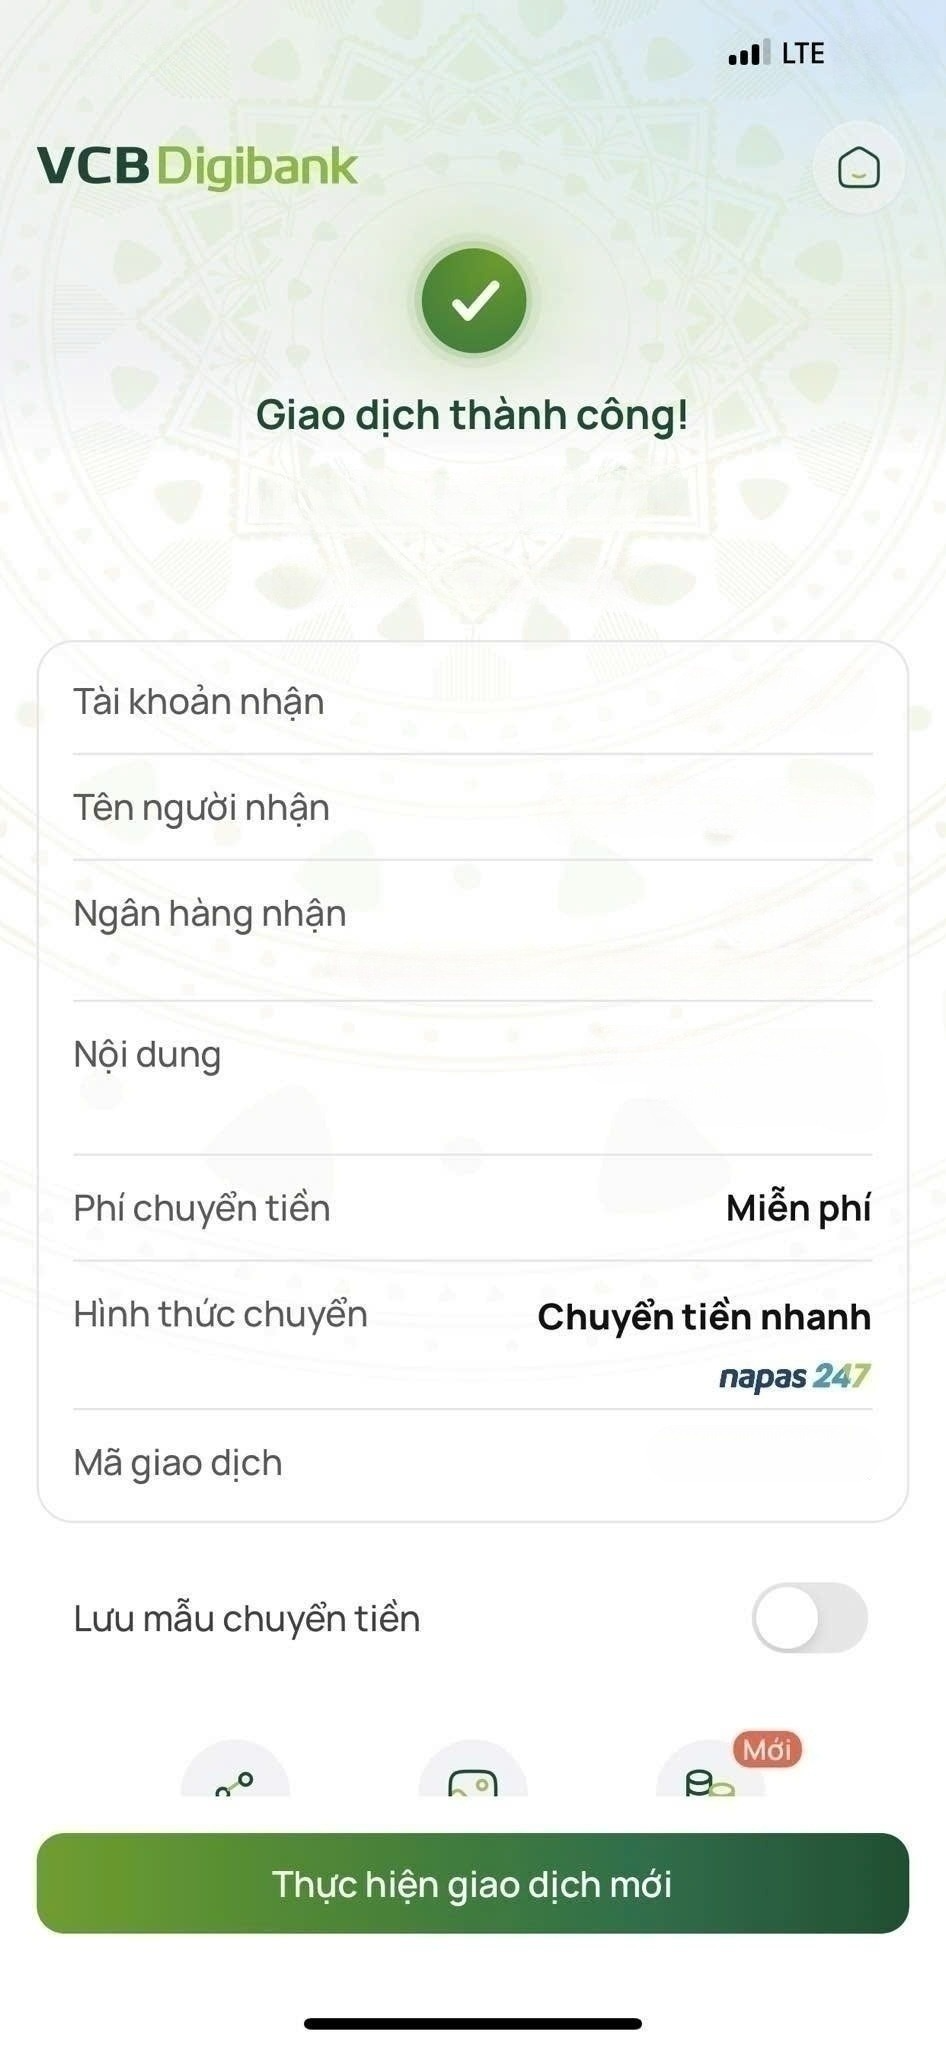 LTE
VCB Digibank
Giao dịch thành công!
Tài khoản nhận
Tên người nhận
Ngân hàng nhận
Nội dung
Phí chuyển tiền Miễn phí
Hình thức chuyển Chuyển tiền nhanh
napas 247
Mã giao dịch
Lưu mẫu chuyển tiền
Mới
Thực hiện giao dịch mới